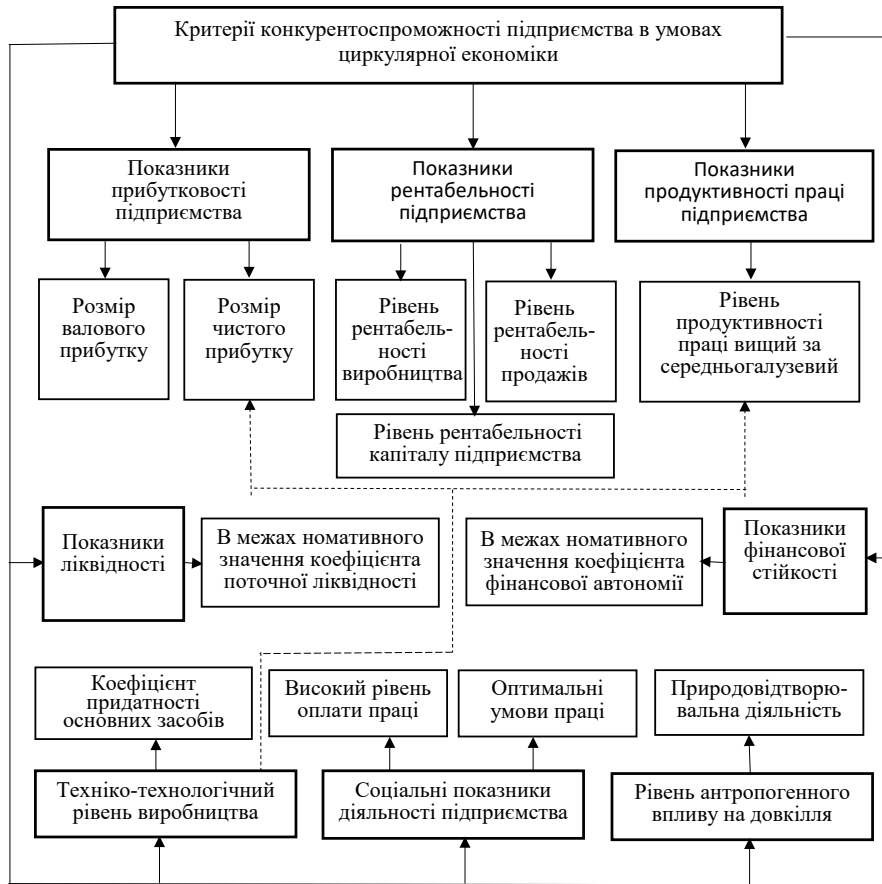 Критерії конкурентоспроможності підприємства в умовах
циркулярної економіки
Показники
прибутковості
підприємства
Показники
рентабельності
підприємства
Показники
продуктивності праці
підприємства
Розмір
валового
прибутку
Розмір
чистого
прибутку
Рівень
рентабель-
ності
виробництва
Рівень
рентабель-
ності
продажів
Рівень
продуктивності
праці вищий за
середньогалузевий
Рівень рентабельності
капіталу підприємства
Показники
ліквідності
В межах номативного
значення коефіцієнта
поточної ліквідності
В межах номативного
значення коефіцієнта
фінансової автономії
Показники
фінансової
стійкості
Коефіцієнт
придатності
основних засобів
Високий рівень
оплати праці
Оптимальні
умови праці
Природовідтворю-
вальна діяльність
Техніко-технологічний
рівень виробництва
Соціальні показники
діяльності підприємства
Рівень антропогенного
впливу на довкілля